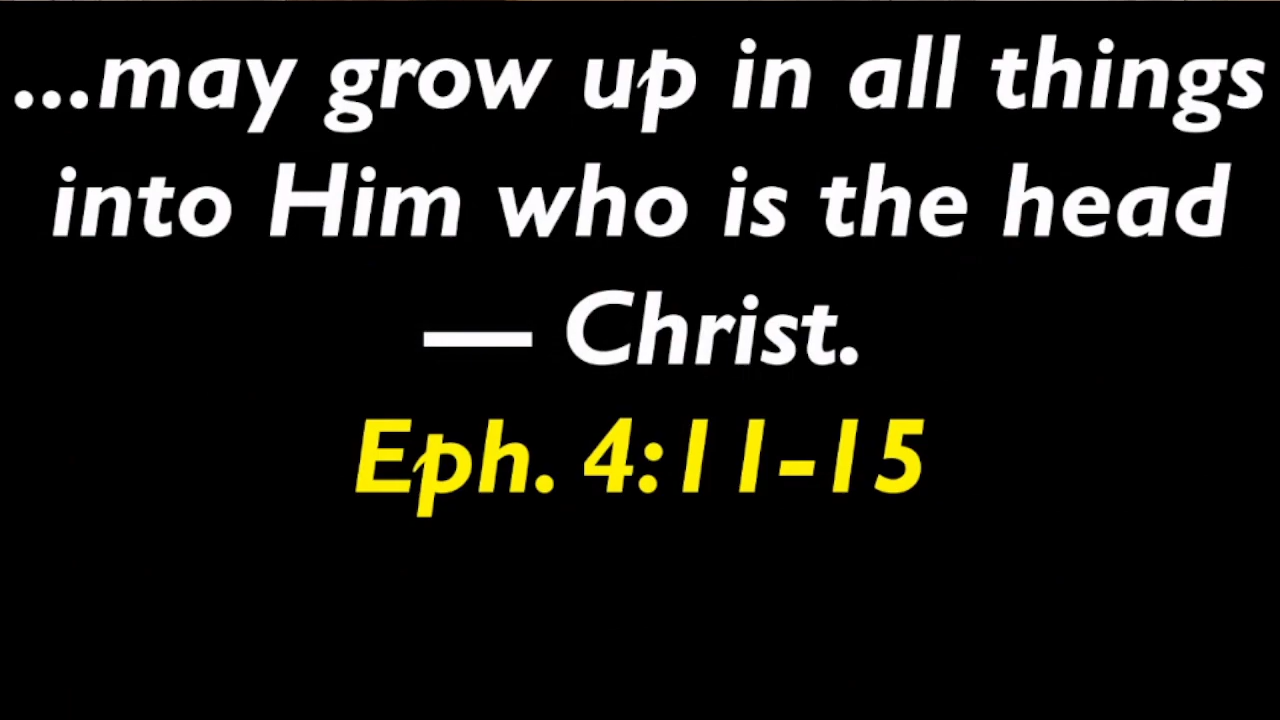 ...may grow up in all things
into Him who is the head
— Christ.
Eph. 4:11-15